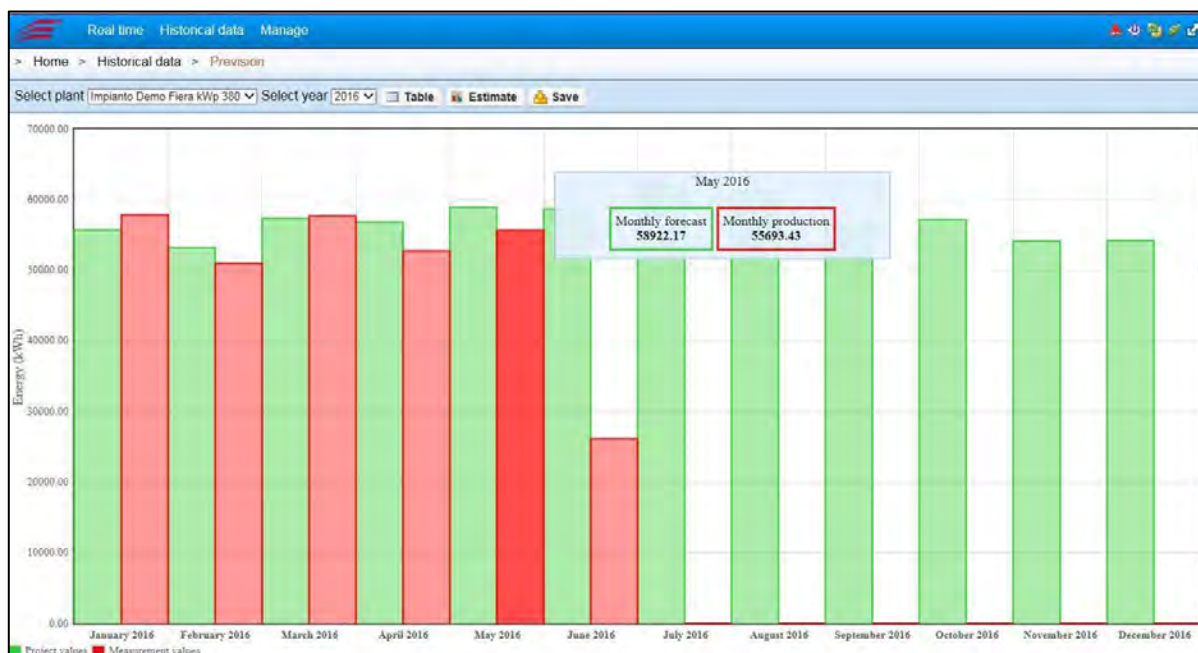 Real time Historical data Manage
> Home > Historical data > Prevision
Select plant Impianto Demo Fiera kWp 380 Select year 2016 Table Estimate Save
70000.00
60000.00
50000.00
40000.00
30000.00
20000.00
10000.00
0.00
Energy (kWh)
May 2016
Monthly forecast
58922.17
Monthly production
55693.43
January 2016 February 2016 March 2016 April 2016 May 2016 June 2016 July 2016 August 2016 September 2016 October 2016 November 2016 December 2016
Project values Measurement values